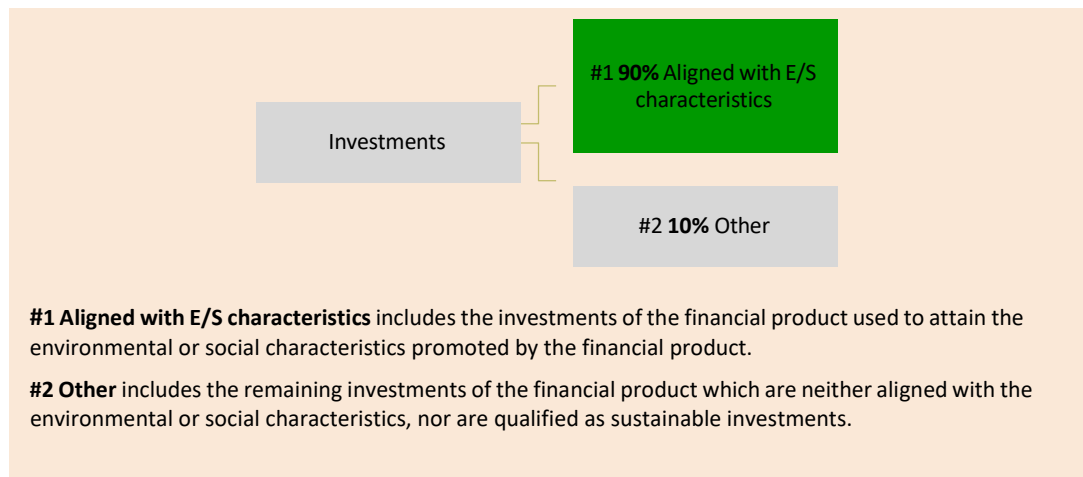 #1 90% Aligned with E/S
characteristics
Investments
#2 10% Other
#1 Aligned with E/S characteristics includes the investments of the financial product used to attain the
environmental or social characteristics promoted by the financial product.
#2 Other includes the remaining investments of the financial product which are neither aligned with the
environmental or social characteristics, nor are qualified as sustainable investments.